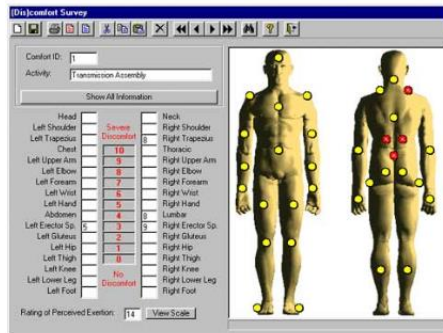 [Dis]comfort Survey
Comfort ID: 1
Activity: Transmission Assembly
Show All Information
Head Neck
Left Shoulder Severe Discomfort Right Shoulder
Left Trapezius 8 Right Trapezius
Chest 10 Thoracic
Left Upper Arm 9 Right Upper Arm
Left Elbow 8 Right Elbow
Left Forearm 7 Right Forearm
Left Wrist 6 Right Wrist
Left Hand 5 Right Hand
Abdomen 4 8 Lumbar
Left Erector Sp. 5 3 9 Right Erector Sp.
Left Gluteus 2 Right Gluteus
Left Hip 1 Right Hip
Left Thigh 0 Right Thigh
Left Knee No Discomfort Right Knee
Left Lower Leg Right Lower Leg
Left Foot Right Foot
Rating of Perceived Exertion: 14 View Scale